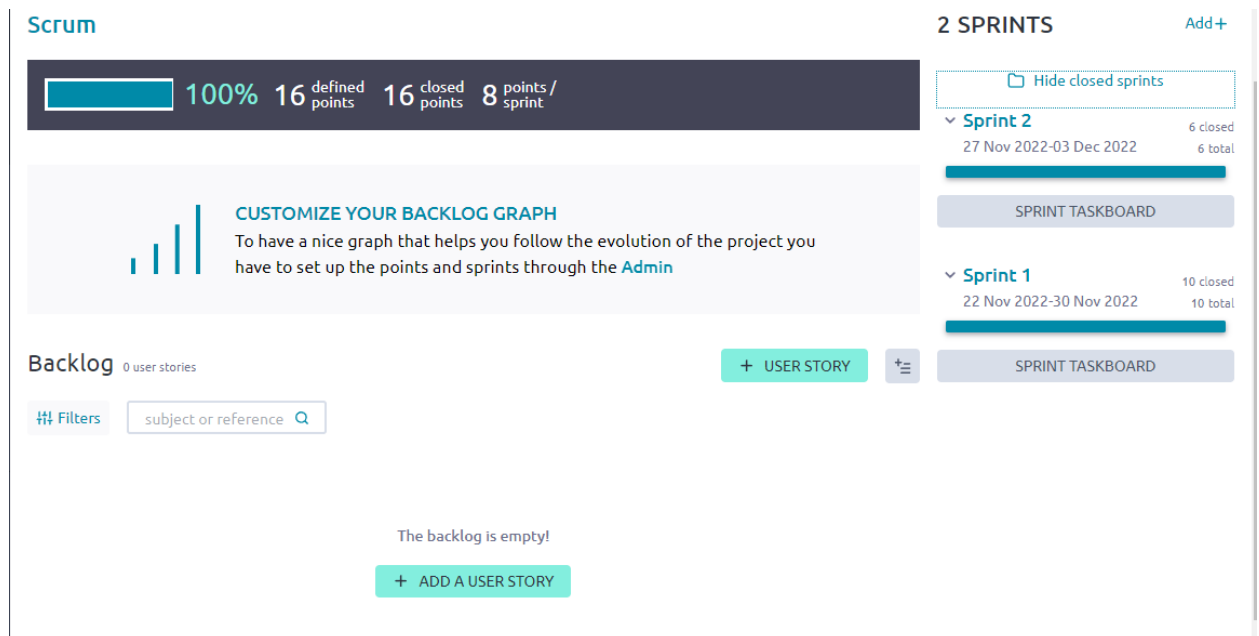 Scrum
100% 16 defined points 16 closed points 8 points / sprint
CUSTOMIZE YOUR BACKLOG GRAPH
To have a nice graph that helps you follow the evolution of the project you
have to set up the points and sprints through the Admin
Backlog 0 user stories
+ USER STORY
Filters
subject or reference
The backlog is empty!
+ ADD A USER STORY
2 SPRINTS
Add+
Hide closed sprints
Sprint 2
6 closed
27 Nov 2022-03 Dec 2022
6 total
SPRINT TASKBOARD
Sprint 1
10 closed
22 Nov 2022-30 Nov 2022
10 total
SPRINT TASKBOARD